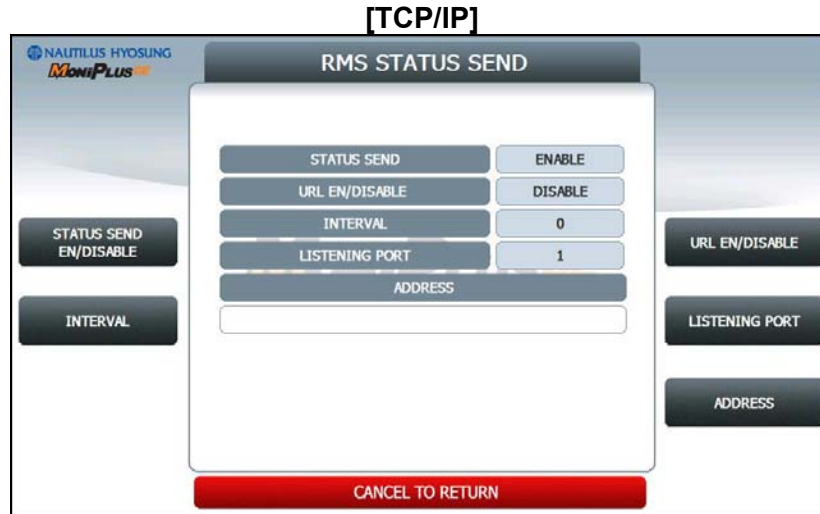 [TCP/IP]
NAUTILUS HYOSUNG
MONIPLUS
RMS STATUS SEND
STATUS SEND ENABLE
URL EN/DISABLE DISABLE
INTERVAL 0
LISTENING PORT 1
ADDRESS
STATUS SEND
EN/DISABLE
INTERVAL
URL EN/DISABLE
LISTENING PORT
ADDRESS
CANCEL TO RETURN